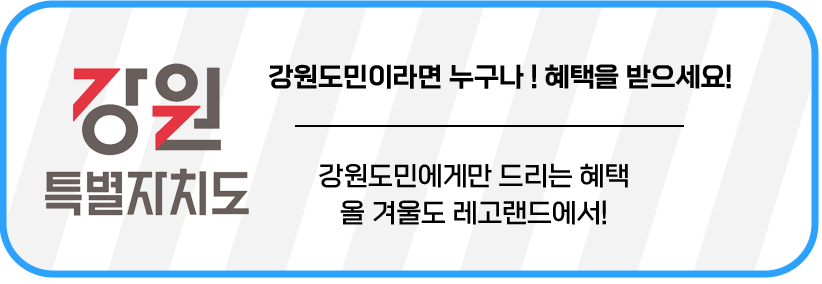 강원
특별자치도
강원도민이라면 누구나 ! 혜택을 받으세요!
강원도민에게만 드리는 혜택
올 겨울도 레고랜드에서!